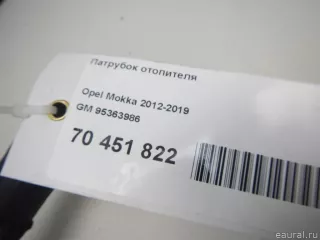 Патрубок отопителя
Opel Mokka 2012-2019
GM 95363986
70 451 822
eaural.ru